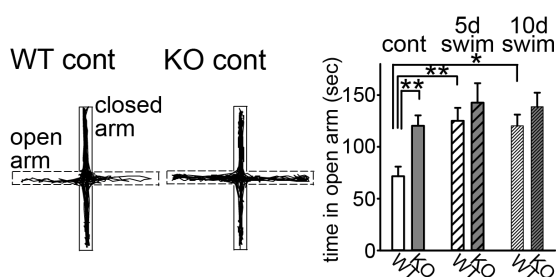 WT cont
KO cont
closed
arm
open
arm
time in open arm (sec)
cont
5d
swim
10d
swim
*
**
**
150
100
50
0
WT
KO
WT
KO
WT
KO